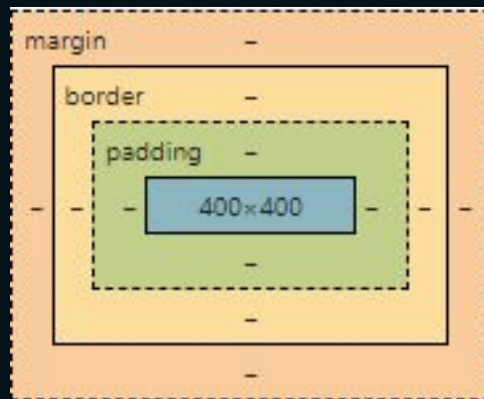 margin –
border –
padding –
– – – 400×400 – – –
–
–
–